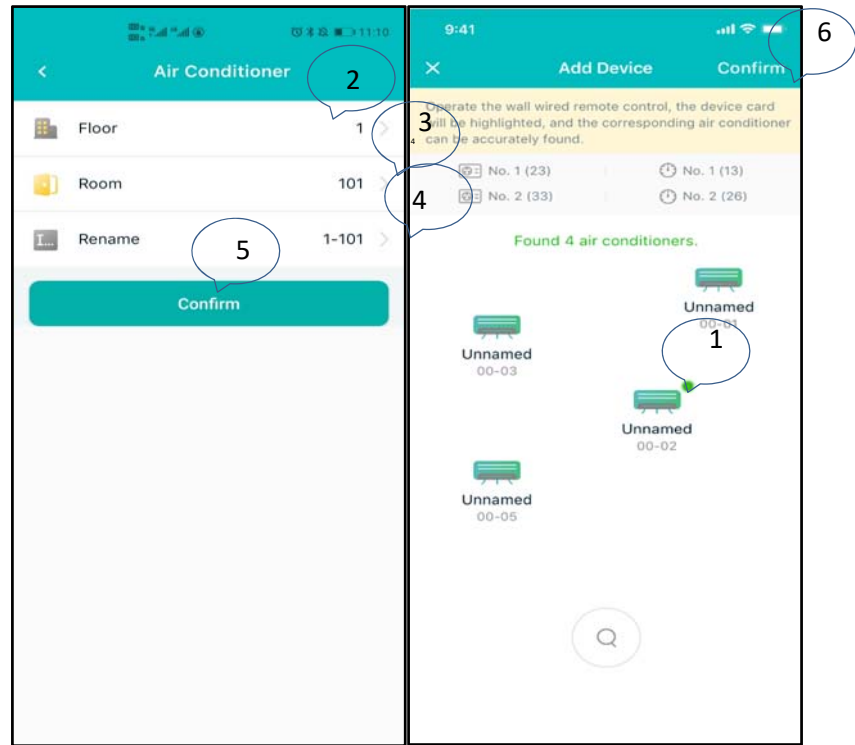 11:10
Air Conditioner
2
Floor
1
Room
101
I...
Rename
1-101
5
Confirm
9:41
6
Add Device
Confirm
Operate the wall wired remote control, the device card
will be highlighted, and the corresponding air conditioner
can be accurately found.
3
4
4
No. 1 (23)
No. 1 (13)
No. 2 (33)
No. 2 (26)
Found 4 air conditioners.
Unnamed
00-01
1
Unnamed
00-03
Unnamed
00-02
Unnamed
00-05